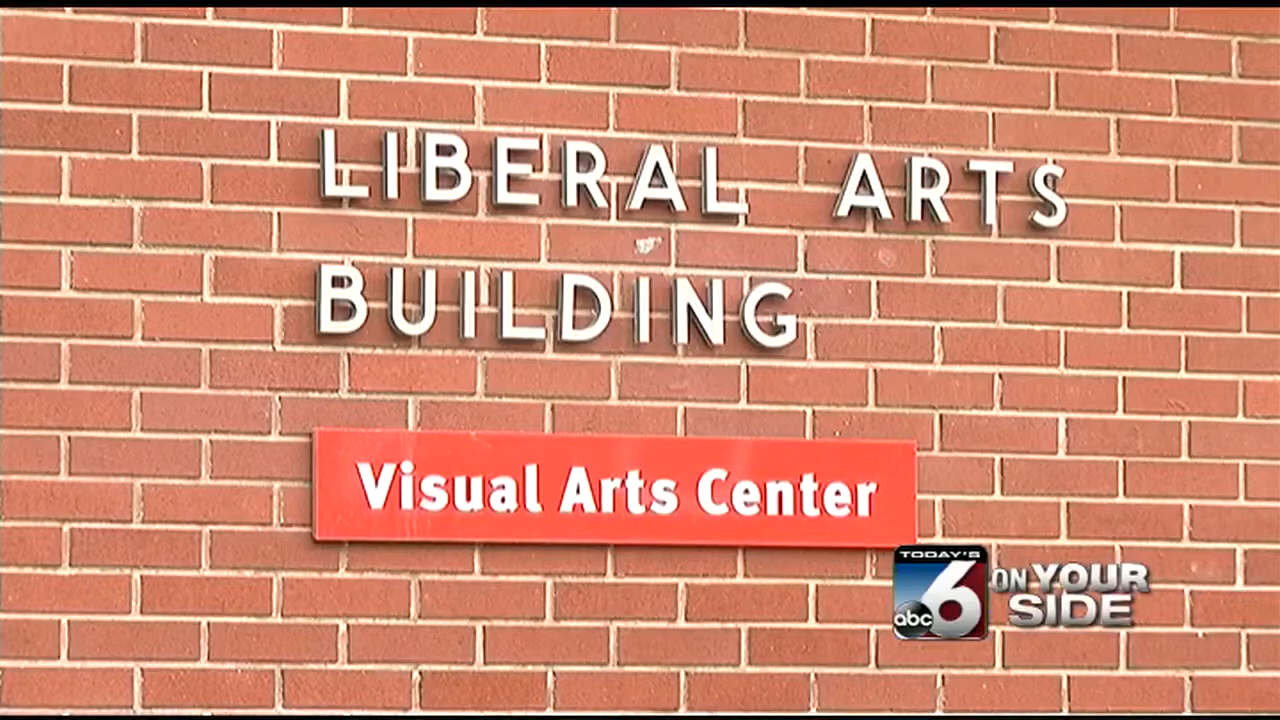 LIBERAL ARTS
BUILDING
Visual Arts Center
TODAY'S
6
abc
ON YOUR
SIDE